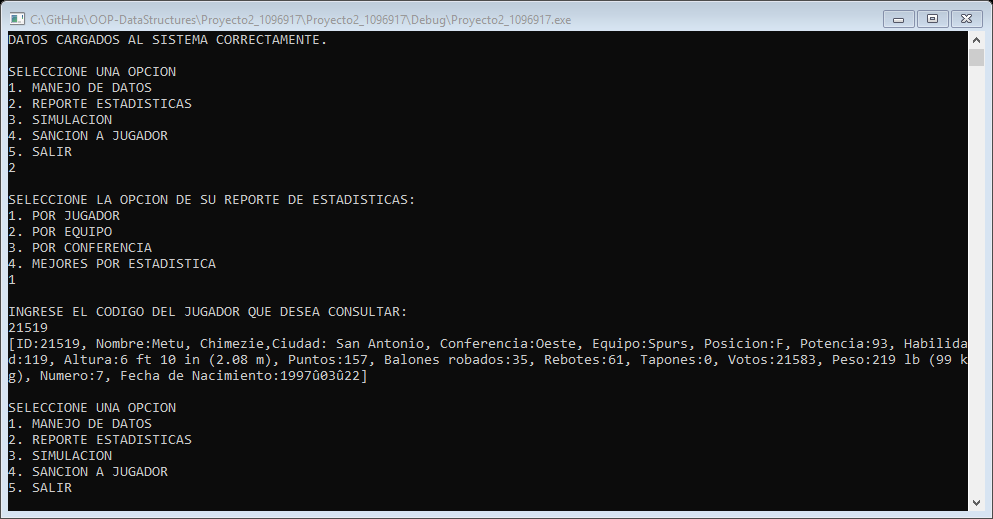 C:\GitHub\OOP-DataStructures\Proyecto2_1096917\Proyecto2_1096917\Debug\Proyecto2_1096917.exe
DATOS CARGADOS AL SISTEMA CORRECTAMENTE.
SELECCIONE UNA OPCION
1. MANEJO DE DATOS
2. REPORTE ESTADISTICAS
3. SIMULACION
4. SANCION A JUGADOR
5. SALIR
2
SELECCIONE LA OPCION DE SU REPORTE DE ESTADISTICAS:
1. POR JUGADOR
2. POR EQUIPO
3. POR CONFERENCIA
4. MEJORES POR ESTADISTICA
1
INGRESE EL CODIGO DEL JUGADOR QUE DESEA CONSULTAR:
21519
[ID:21519, Nombre:Metu, Chimezie,Ciudad: San Antonio, Conferencia:Oeste, Equipo:Spurs, Posicion:F, Potencia:93, Habilida
d:119, Altura:6 ft 10 in (2.08 m), Puntos:157, Balones robados:35, Rebotes:61, Tapones:0, Votos:21583, Peso:219 lb (99 k
g), Numero:7, Fecha de Nacimiento:1997û03û22]
SELECCIONE UNA OPCION
1. MANEJO DE DATOS
2. REPORTE ESTADISTICAS
3. SIMULACION
4. SANCION A JUGADOR
5. SALIR